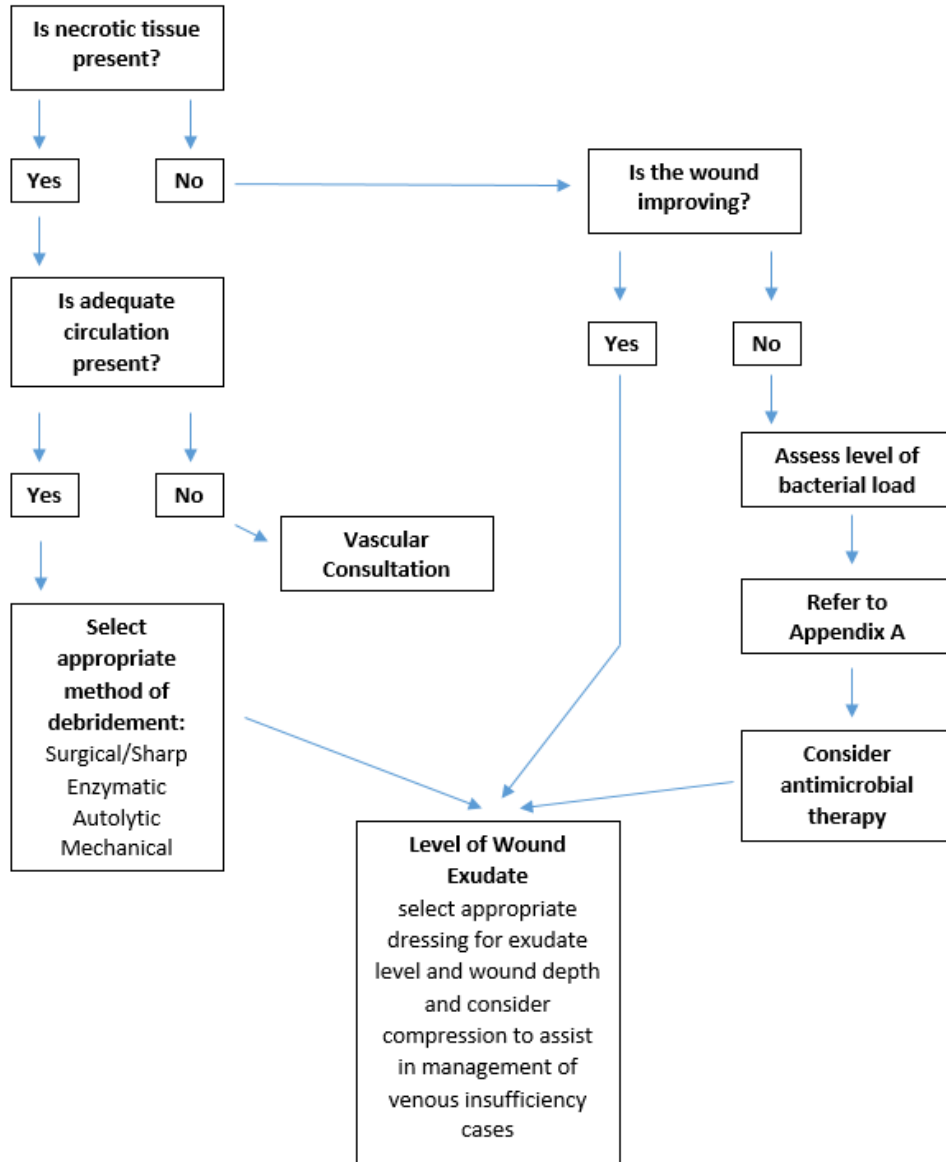 Is necrotic tissue
present?
Yes
No
Is the wound
improving?
Is adequate
circulation
present?
Yes
No
Yes
No
Vascular
Consultation
Assess level of
bacterial load
Refer to
Appendix A
Consider
antimicrobial
therapy
Select
appropriate
method of
debridement:
Surgical/Sharp
Enzymatic
Autolytic
Mechanical
Level of Wound
Exudate
select appropriate
dressing for exudate
level and wound depth
and consider
compression to assist
in management of
venous insufficiency
cases